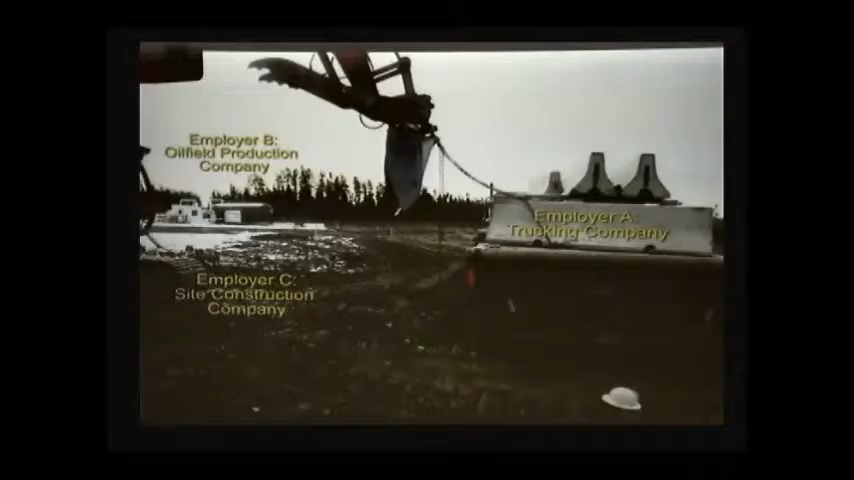 Employer B:
Oilfield Production
Company
Employer A:
Trucking Company
Employer C:
Site Construction
Company